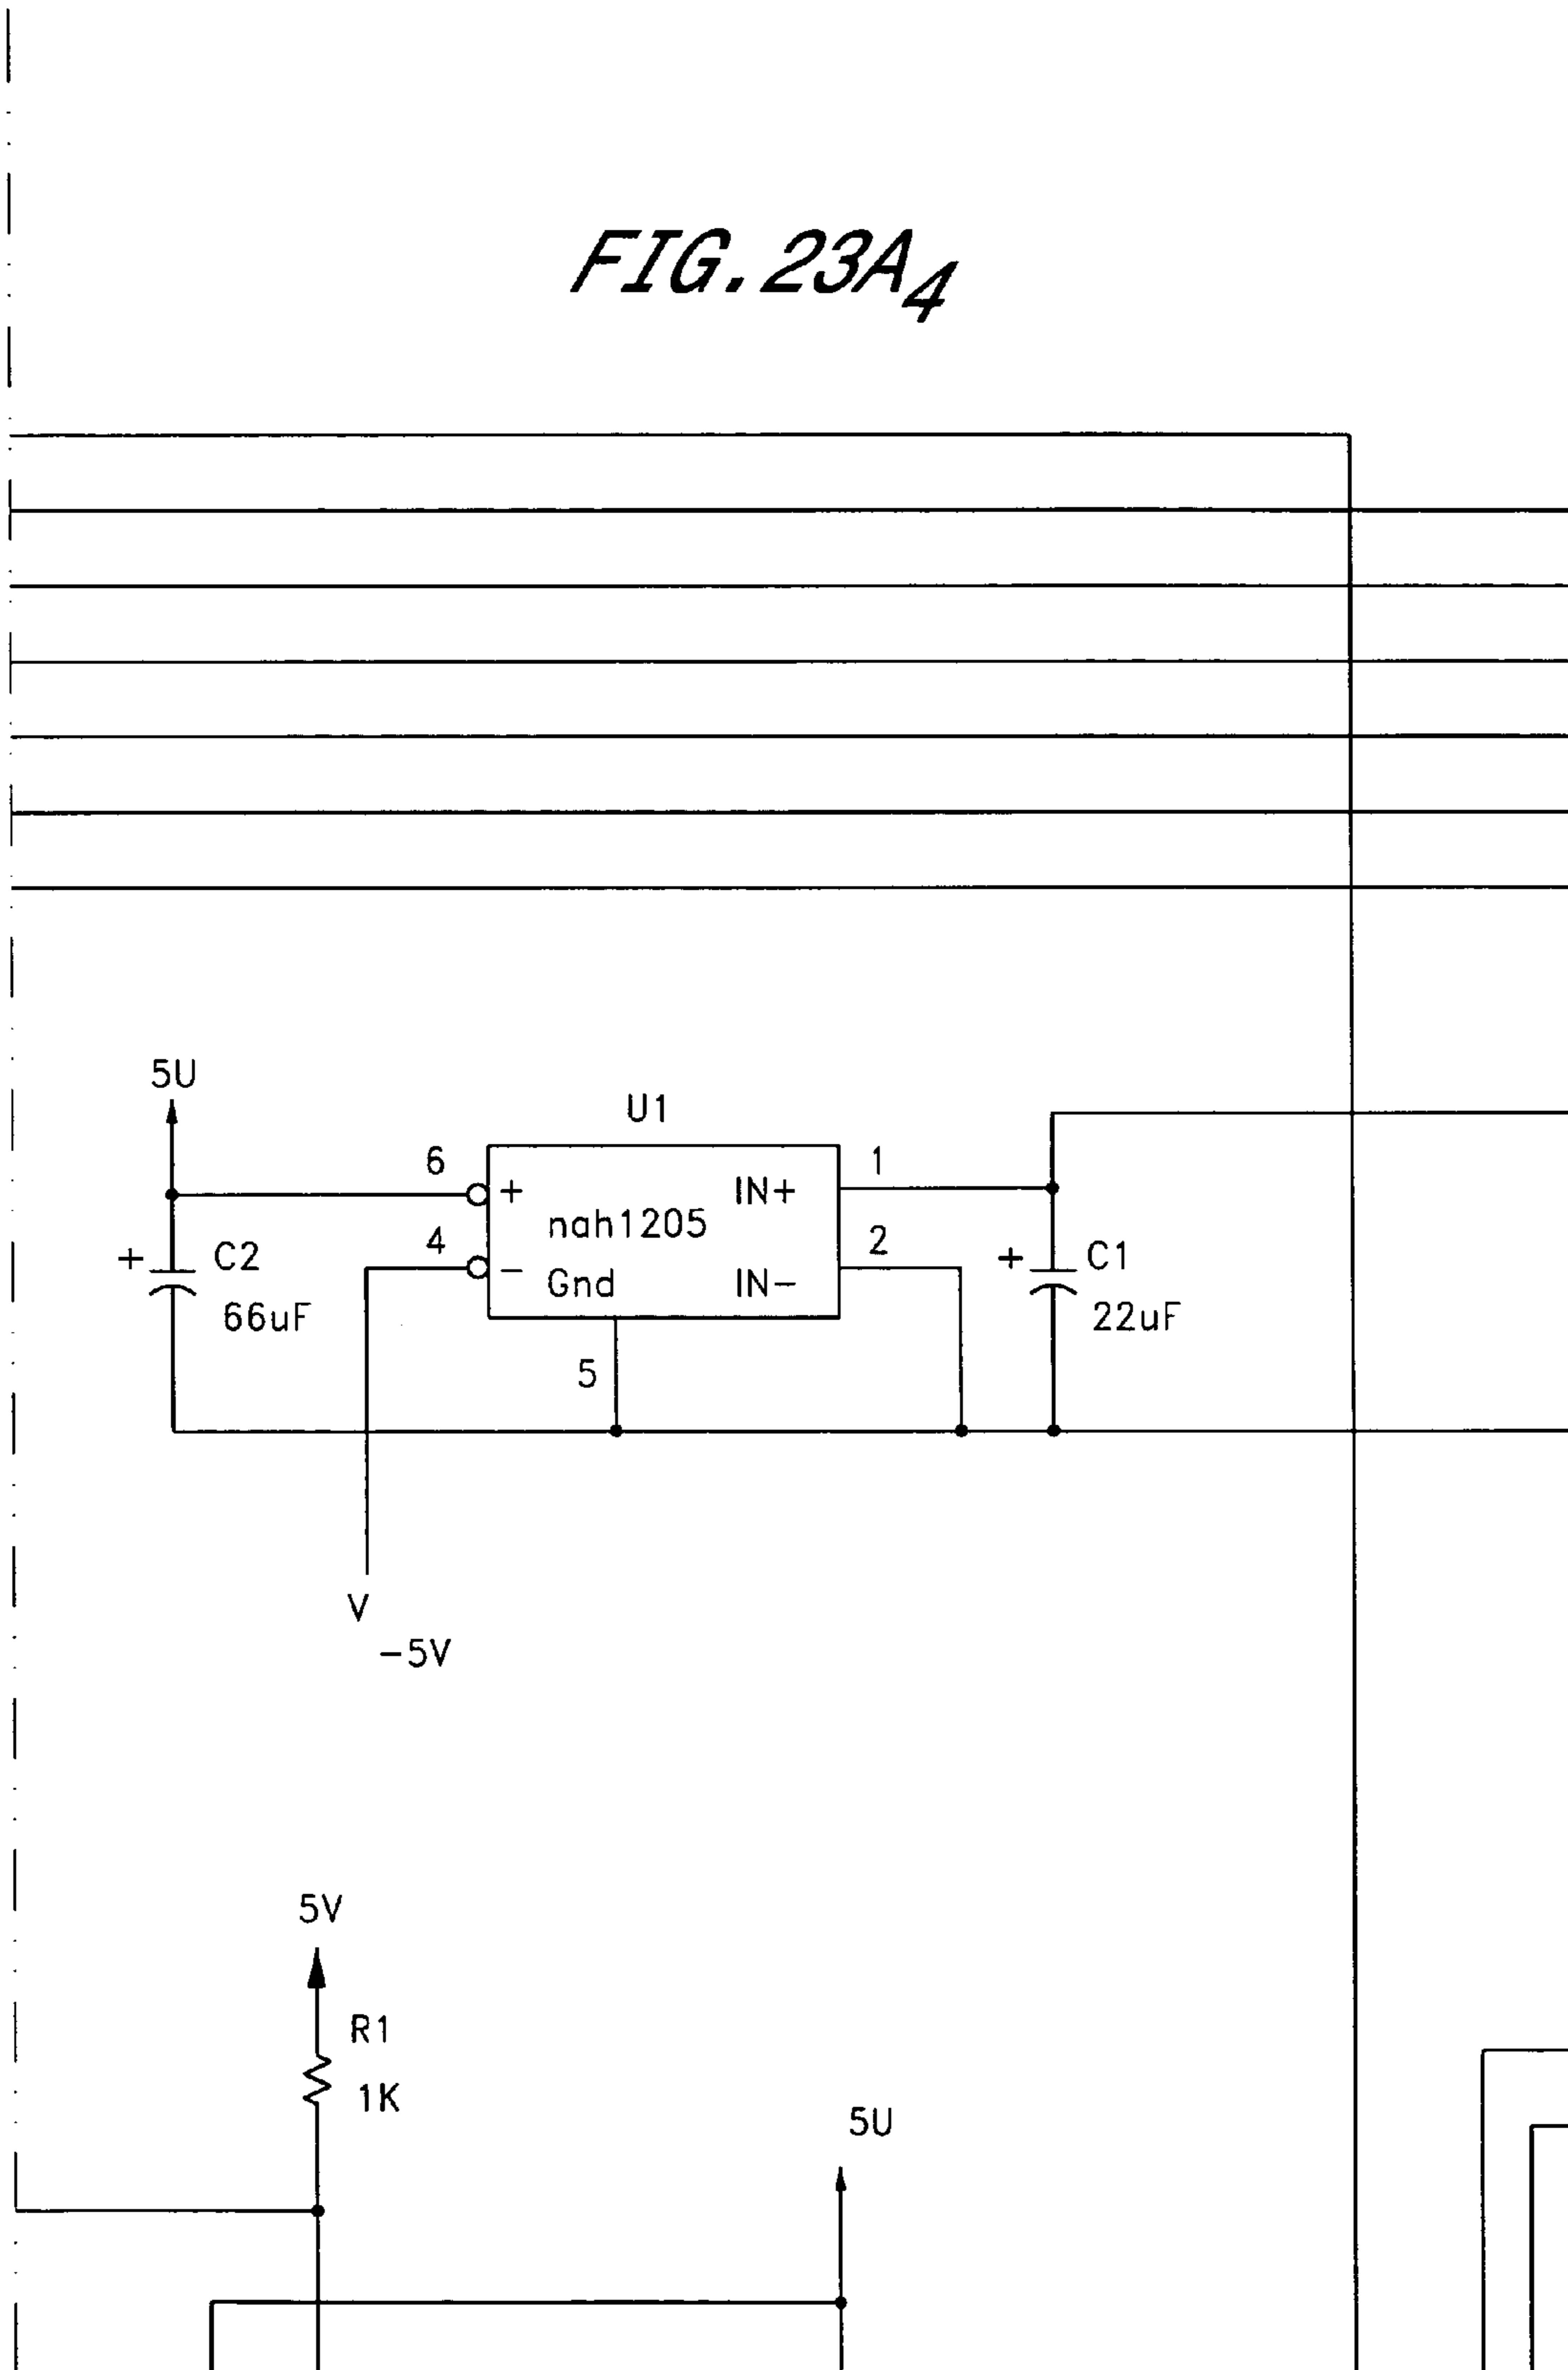 FIG. 23A4
5U
U1
6
+
IN+
1
nah1205
4
-
Gnd
IN-
2
+
C2
66uF
+
C1
22uF
5
V
-5V
5V
R1
1K
5U